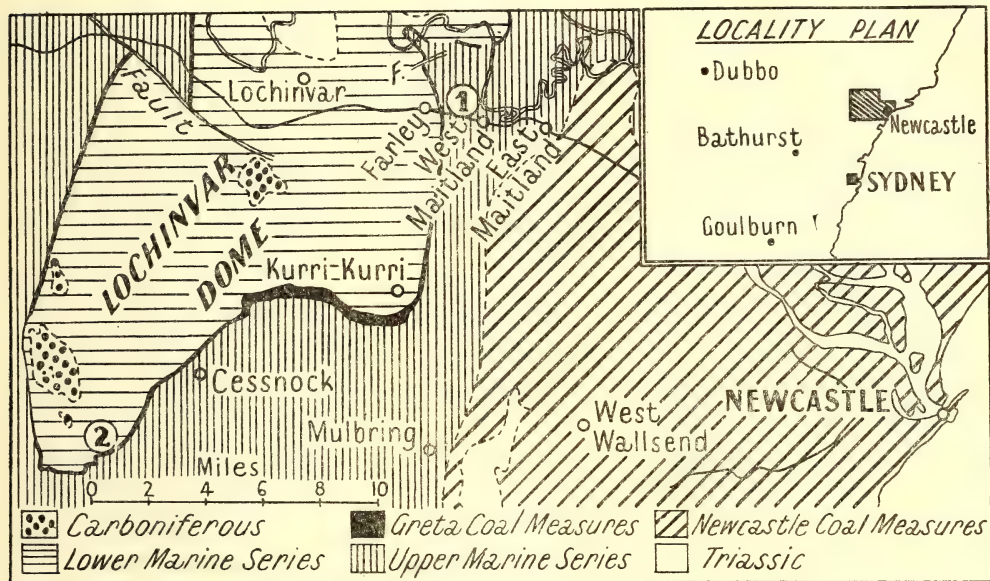 LOCALITY PLAN
Dubbo
Newcastle
Bathurst
SYDNEY
Goulburn
Fault
F.
Lochinvar
1
Farley
West
Maitland
East
Maitland
LOCHINVAR
DOME
Kurri-Kurri
Cessnock
Mulbring
West
Wallsend
NEWCASTLE
2
Miles
0 2 4 6 8 10
Carboniferous
Greta Coal Measures
Newcastle Coal Measures
Lower Marine Series
Upper Marine Series
Triassic